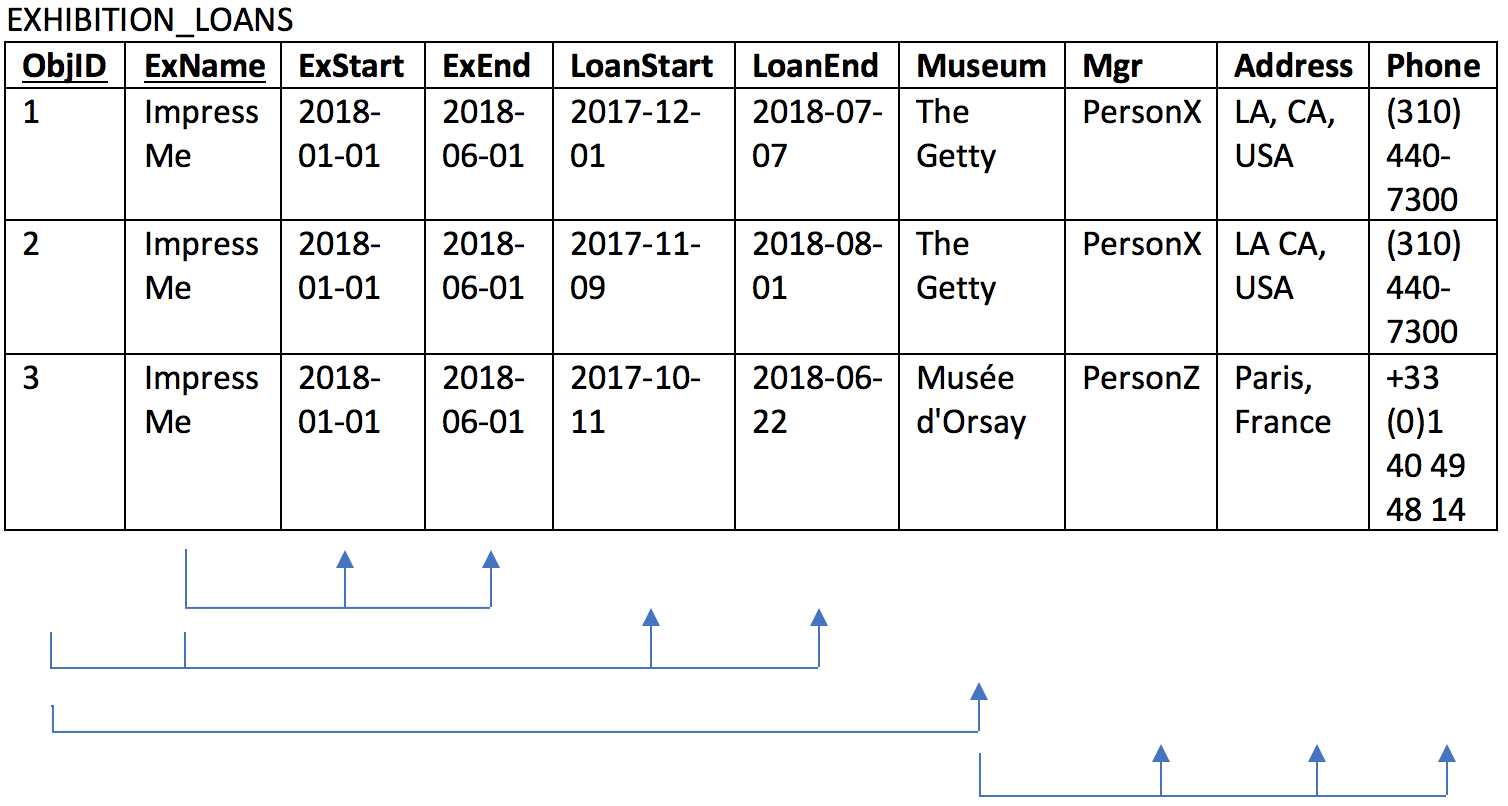 EXHIBITION_LOANS
ObjID ExName ExStart ExEnd LoanStart LoanEnd Museum Mgr Address Phone
1 Impress 2018- 2018- 2017-12- 2018-07- The PersonX LA, CA, (310)
Me 01-01 06-01 01 07 Getty USA 440-
7300
2 Impress 2018- 2018- 2017-11- 2018-08- The PersonX LA CA, (310)
Me 01-01 06-01 09 01 Getty USA 440-
7300
3 Impress 2018- 2018- 2017-10- 2018-06- Musée PersonZ Paris, +33
Me 01-01 06-01 11 22 d'Orsay France (0)1
40 49
48 14